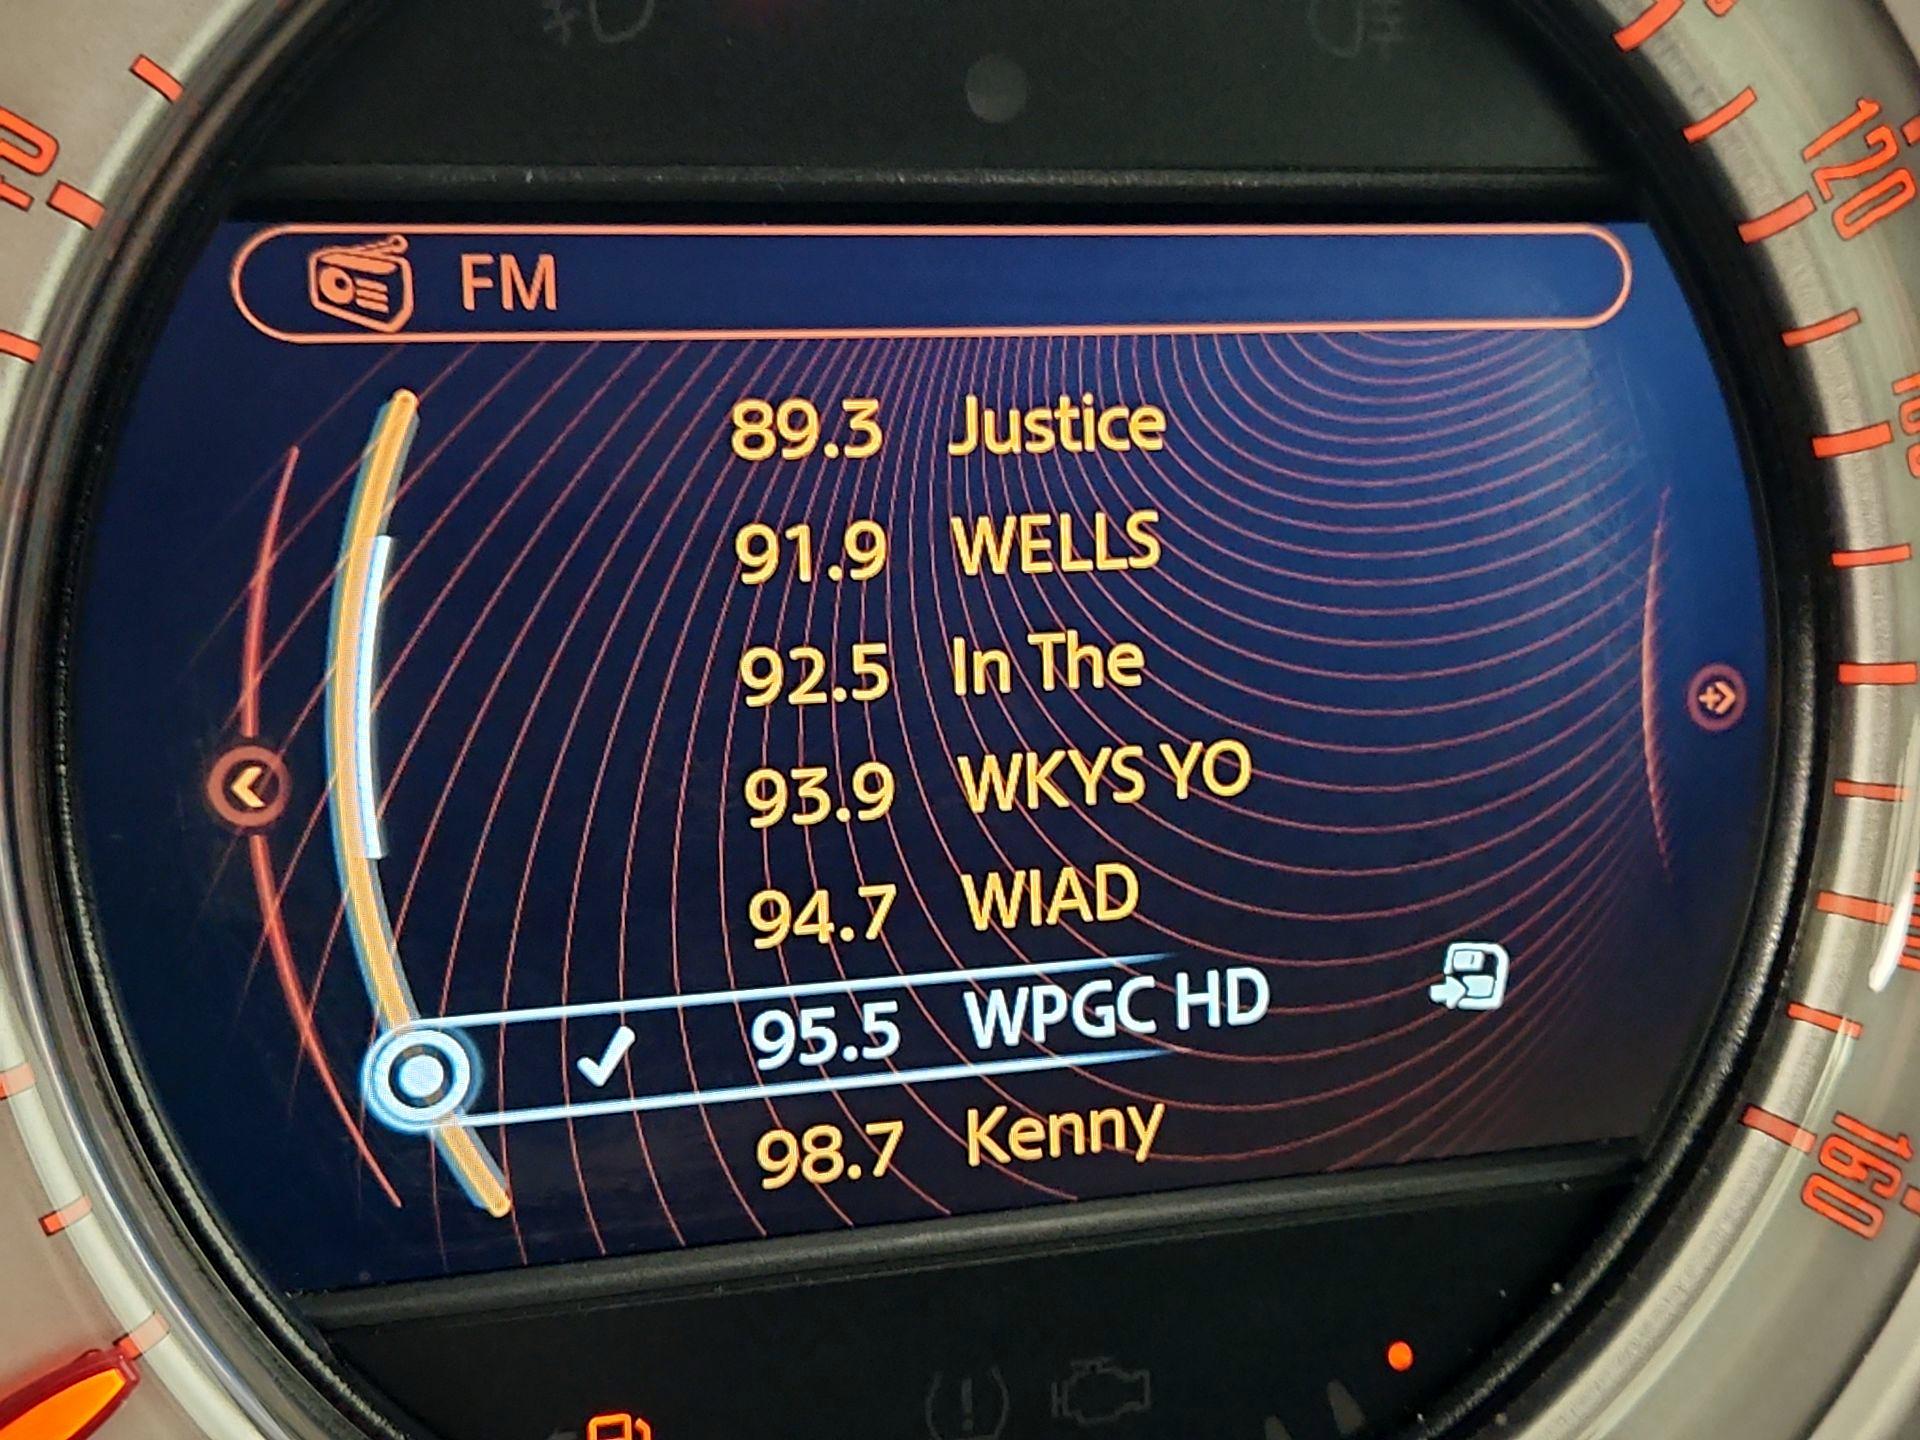 FM
89.3 Justice
91.9 WELLS
92.5 In The
93.9 WKYS YO
94.7 WIAD
95.5 WPGC HD
98.7 Kenny
120
160